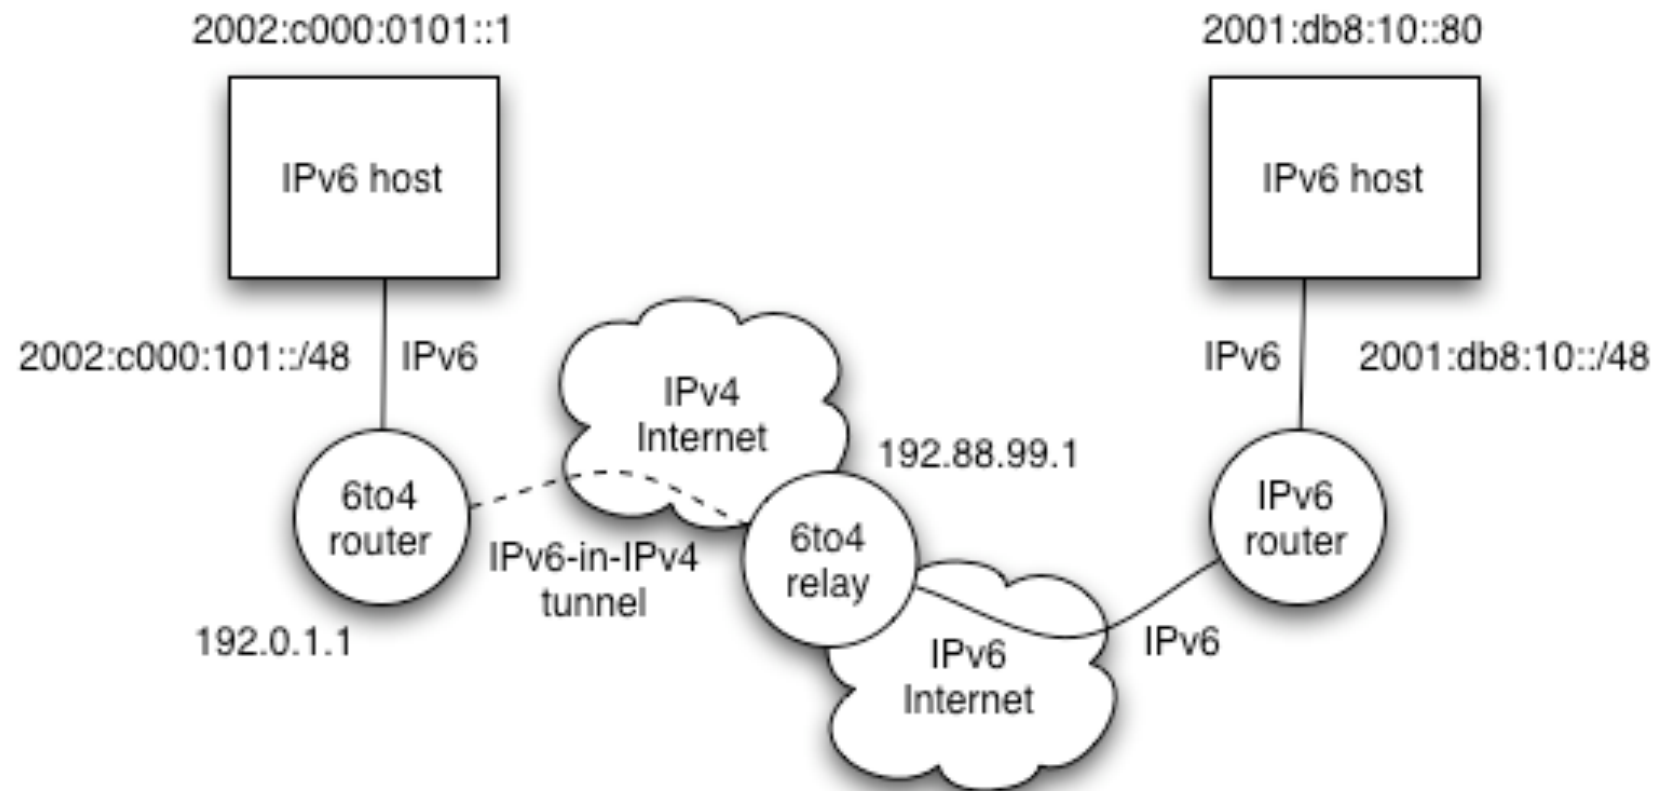 2002:c000:0101::1
2001:db8:10::80
IPv6 host
IPv6 host
2002:c000:101::/48
IPv6
IPv6
2001:db8:10::/48
IPv4
Internet
192.88.99.1
6to4
router
IPv6
router
6to4
relay
IPv6-in-IPv4
tunnel
192.0.1.1
IPv6
IPv6
Internet